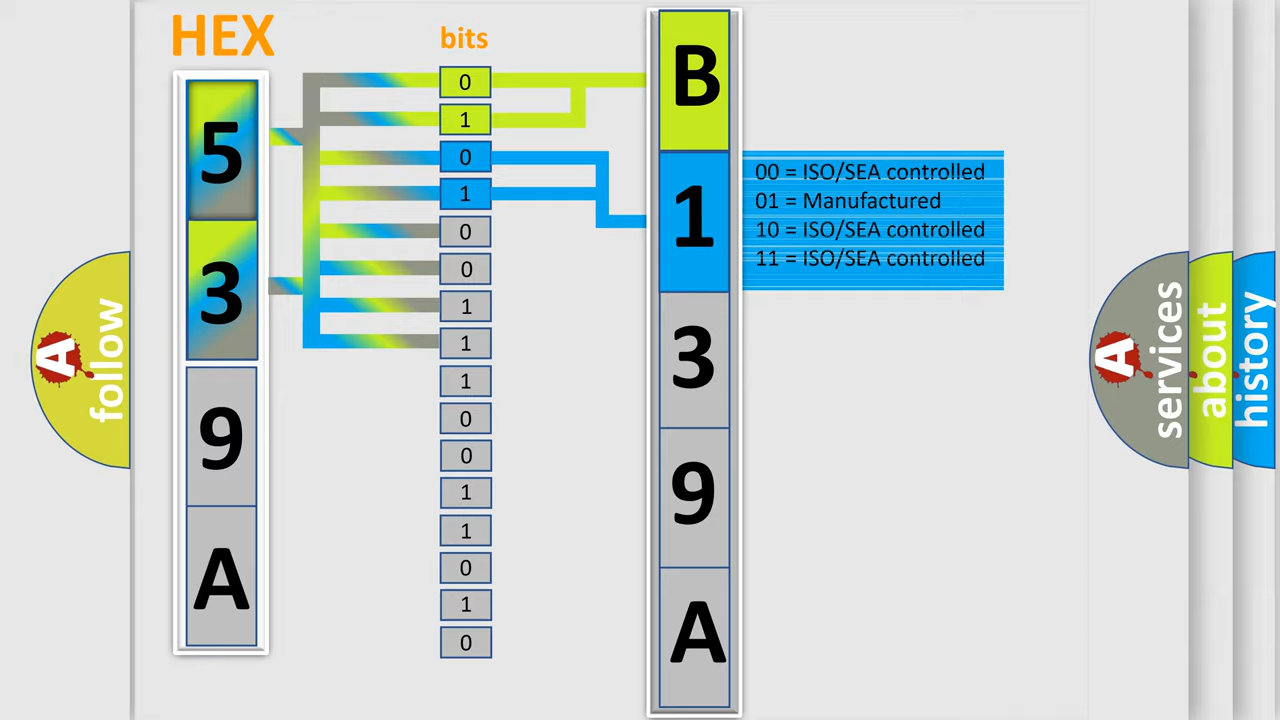 HEX
bits
5
3
9
A
0
1
0
1
0
0
1
1
1
0
0
1
1
0
1
0
B
1
3
9
A
00 = ISO/SEA controlled
01 = Manufactured
10 = ISO/SEA controlled
11 = ISO/SEA controlled
A
follow
A
services
about
history